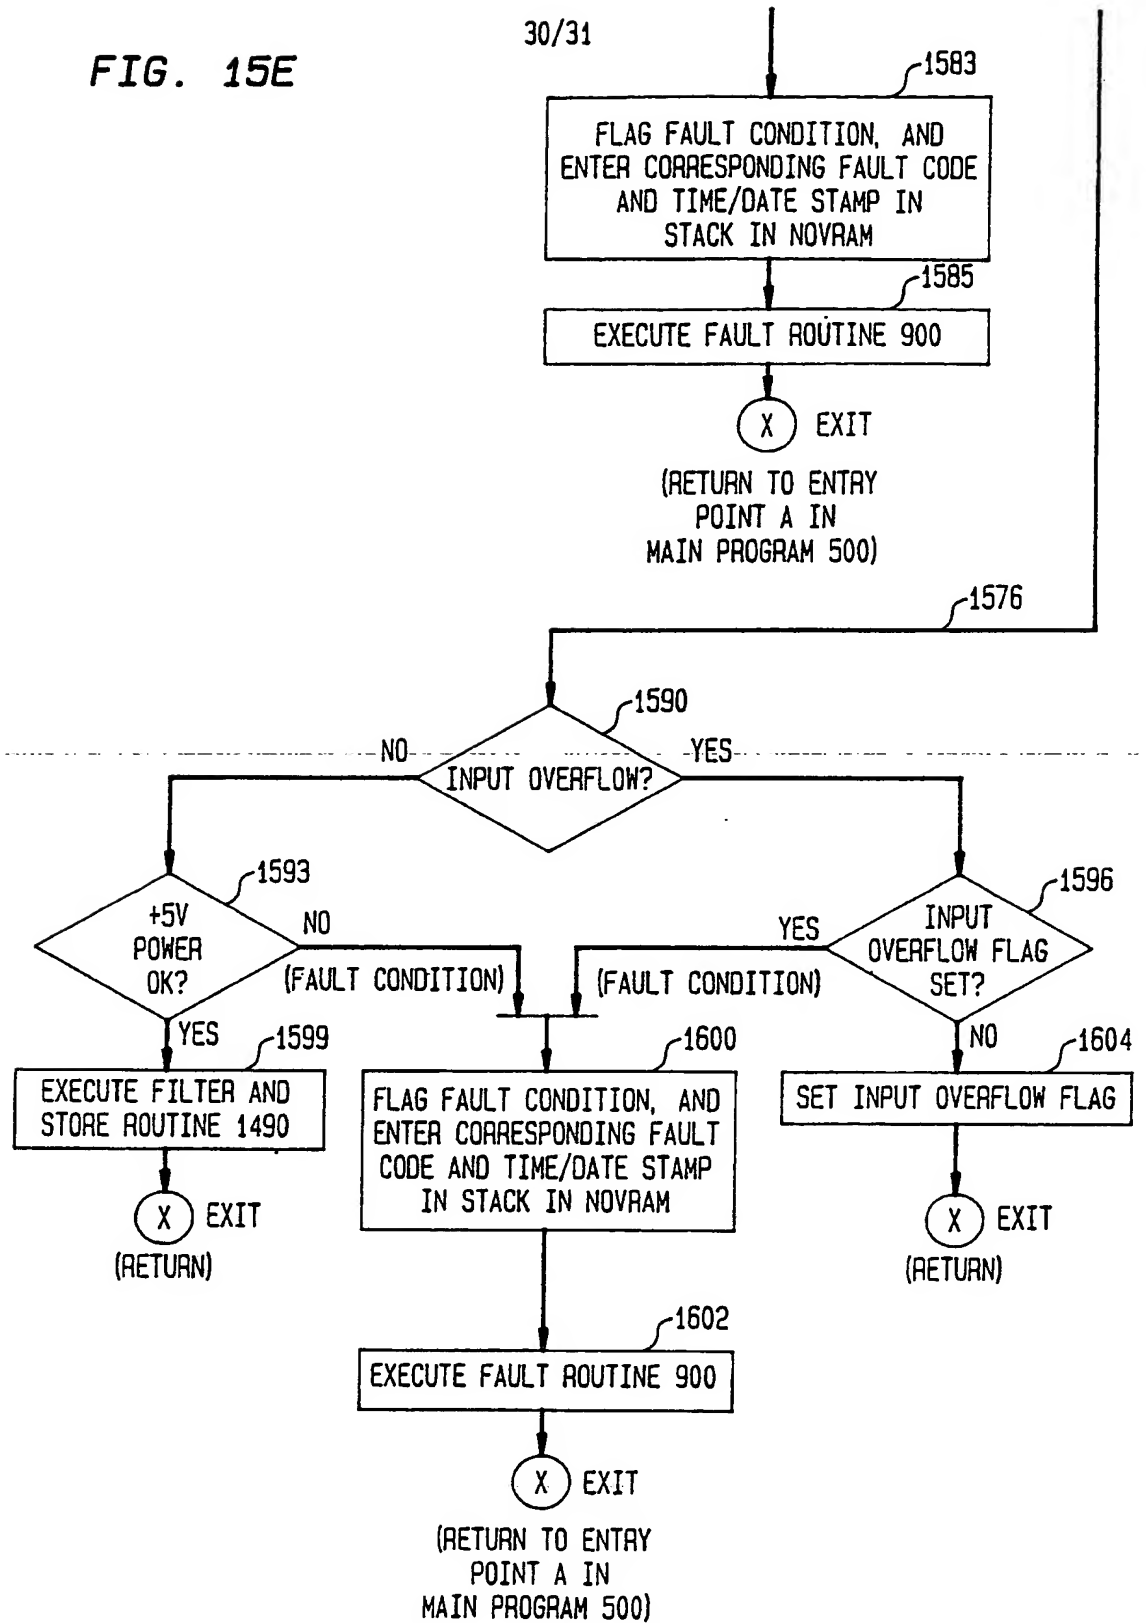 30/31
FIG. 15E
1583
FLAG FAULT CONDITION, AND
ENTER CORRESPONDING FAULT CODE
AND TIME/DATE STAMP IN
STACK IN NOVRAM
1585
EXECUTE FAULT ROUTINE 900
X EXIT
(RETURN TO ENTRY
POINT A IN
MAIN PROGRAM 500)
1576
1590
NO
YES
INPUT OVERFLOW?
1593
+5V
POWER
OK?
NO
(FAULT CONDITION)
YES
1596
INPUT
OVERFLOW FLAG
SET?
YES
(FAULT CONDITION)
NO
1599
EXECUTE FILTER AND
STORE ROUTINE 1490
X EXIT
(RETURN)
1600
FLAG FAULT CONDITION, AND
ENTER CORRESPONDING FAULT
CODE AND TIME/DATE STAMP
IN STACK IN NOVRAM
1604
SET INPUT OVERFLOW FLAG
X EXIT
(RETURN)
1602
EXECUTE FAULT ROUTINE 900
X EXIT
(RETURN TO ENTRY
POINT A IN
MAIN PROGRAM 500)